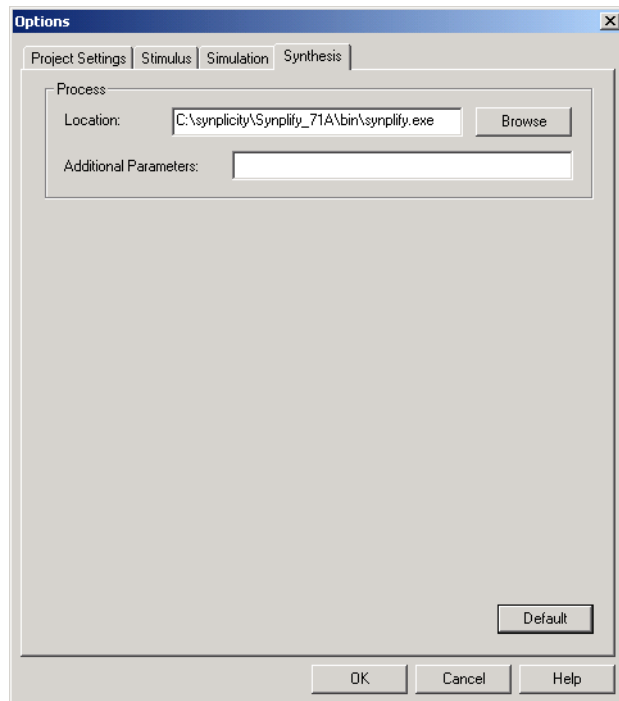 Options
Project Settings Stimulus Simulation Synthesis
Process
Location: C:\synplicity\Synplify_71A\bin\synplify.exe Browse
Additional Parameters:
Default
OK Cancel Help